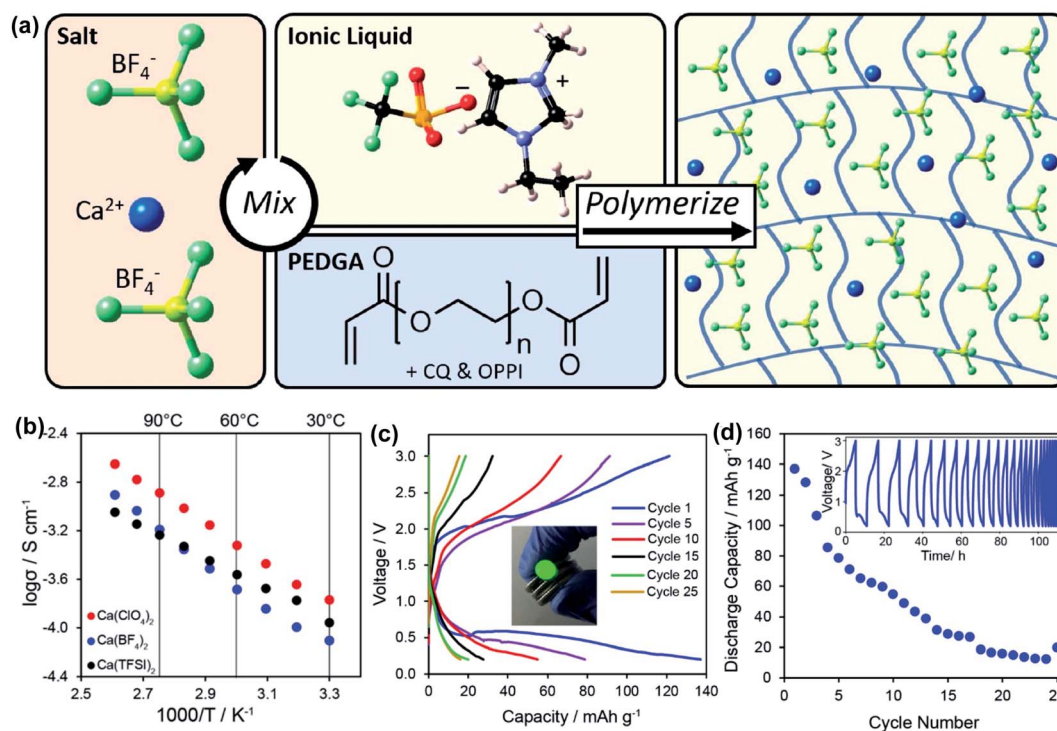 (a)
Salt
BF4-
Ca2+
BF4-
Mix
Ionic Liquid
−
+
PEDGA
O
O
[
]
n
O
O
+ CQ & OPPI
Polymerize
(b)
90°C
60°C
30°C
-2.4
-2.8
-3.2
-3.6
-4.0
-4.4
logσ / S cm-1
Ca(ClO4)2
Ca(BF4)2
Ca(TFSI)2
2.5
2.7
2.9
3.1
3.3
1000/T / K-1
(c)
3.0
2.5
2.0
1.5
1.0
0.5
0.0
Voltage / V
Cycle 1
Cycle 5
Cycle 10
Cycle 15
Cycle 20
Cycle 25
0
20
40
60
80
100
120
140
Capacity / mAh g-1
(d)
160
140
120
100
80
60
40
20
0
Discharge Capacity / mAh g-1
3
2
1
0
Voltage/ V
0
10
20
30
40
50
60
70
80
90
100
110
Time/ h
0
5
10
15
20
Cycle Number